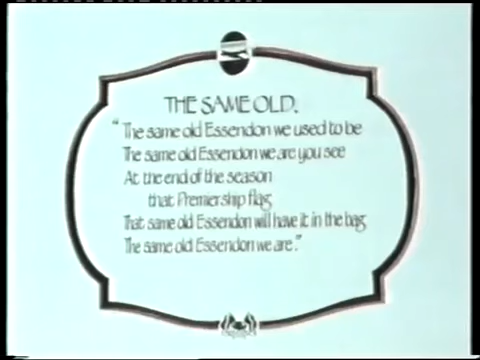 THE SAME OLD.
"The same old Essendon we used to be
The same old Essendon we are you see
At the end of the season
that Premiership flag
That same old Essendon will have it in the bag
The same old Essendon we are."